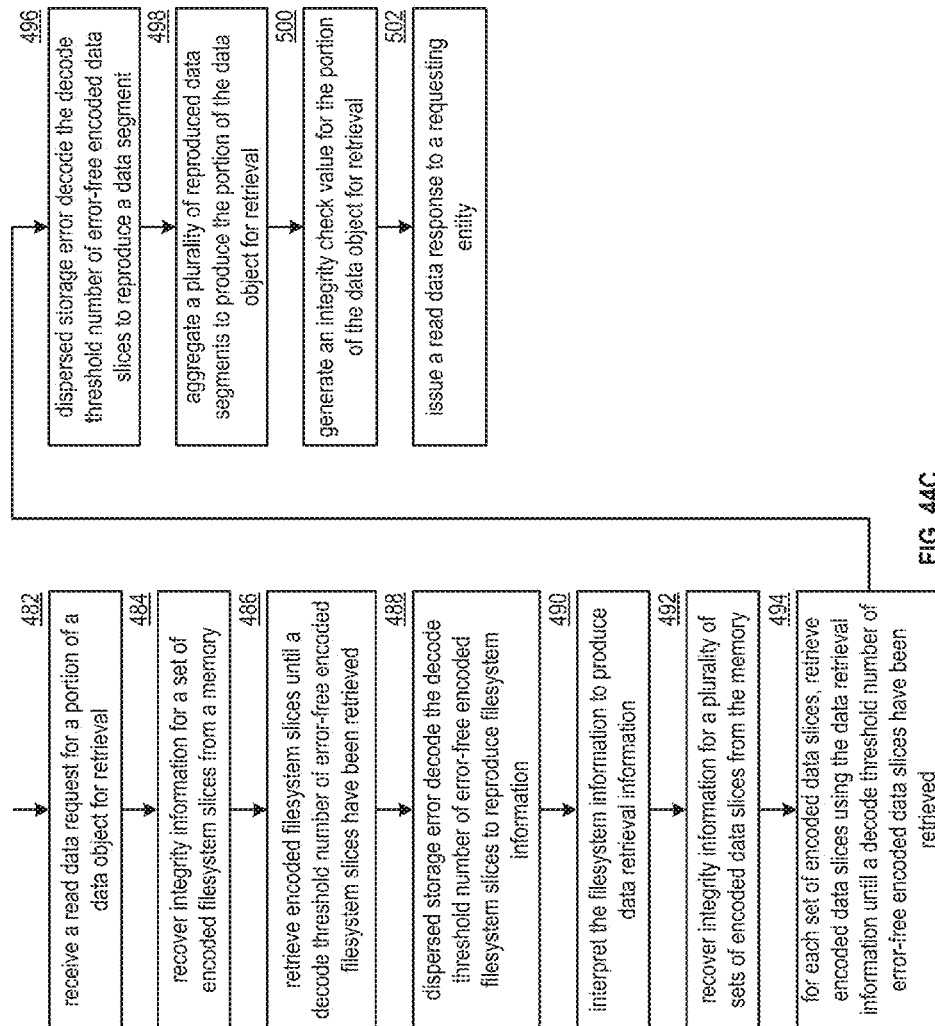 482
receive a read data request for a portion of a
data object for retrieval
484
recover integrity information for a set of
encoded filesystem slices from a memory
486
retrieve encoded filesystem slices until a
decode threshold number of error-free encoded
filesystem slices have been retrieved
488
dispersed storage error decode the decode
threshold number of error-free encoded
filesystem slices to reproduce filesystem
information
490
interpret the filesystem information to produce
data retrieval information
492
recover integrity information for a plurality of
sets of encoded data slices from the memory
494
for each set of encoded data slices, retrieve
encoded data slices using the data retrieval
information until a decode threshold number of
error-free encoded data slices have been
retrieved
496
dispersed storage error decode the decode
threshold number of error-free encoded data
slices to reproduce a data segment
498
aggregate a plurality of reproduced data
segments to produce the portion of the data
object for retrieval
500
generate an integrity check value for the portion
of the data object for retrieval
502
issue a read data response to a requesting
entity
FIG. 44C